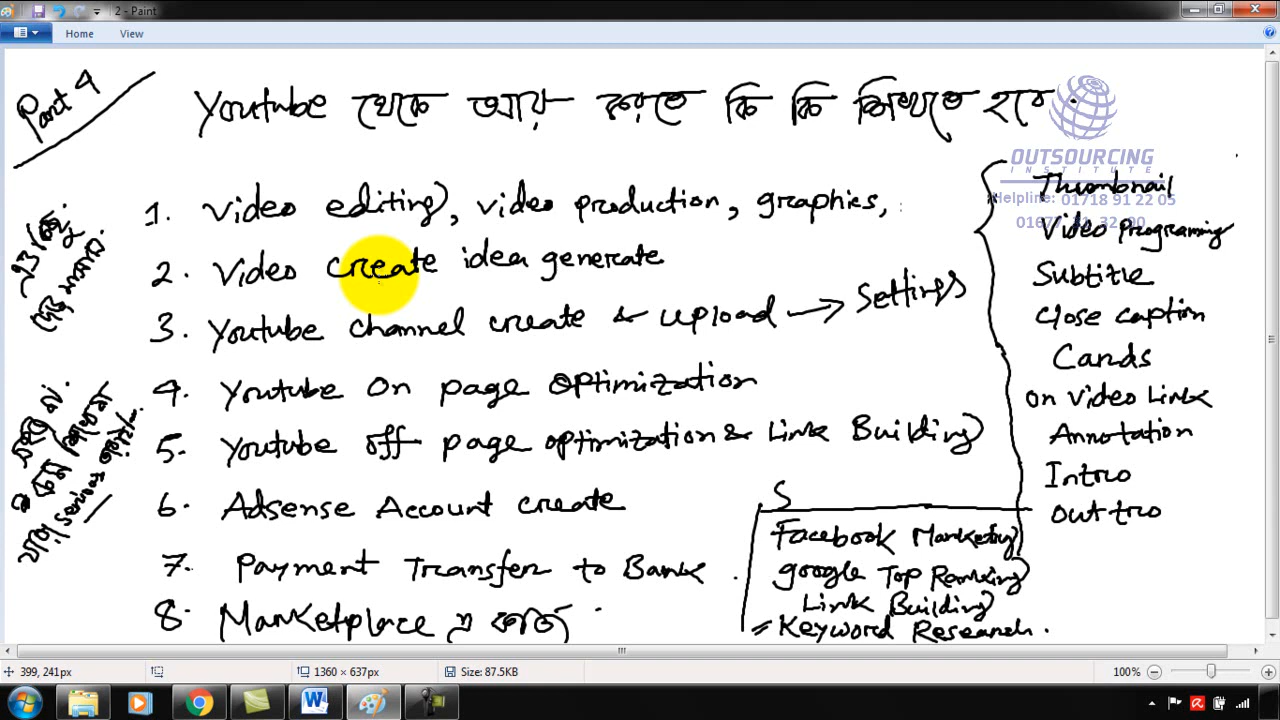 2 - Paint
Home View
Part 4
Youtube থেকে আয় করতে কি কি শিখতে হবে
OUTSOURCING
INSTITUTE
Helpline: 01718 91 22 05
1. Video editing, video production, graphics,
2. Video create idea generate
3. Youtube channel create & upload → Settings
4. Youtube On page optimization
5. Youtube off page optimization & Link Building
6. Adsense Account create
7. Payment Transfer to Bank
8. Marketplace এ কাজ
Thumbnail
Video Programing
Subtitle
Close caption
Cards
on video Link
Annotation
Intro
outtro
S
Facebook Marketing
google Top Ranking
Link Building
Keyword Research.
399, 241px
1360 × 637px
Size: 87.5KB
100%